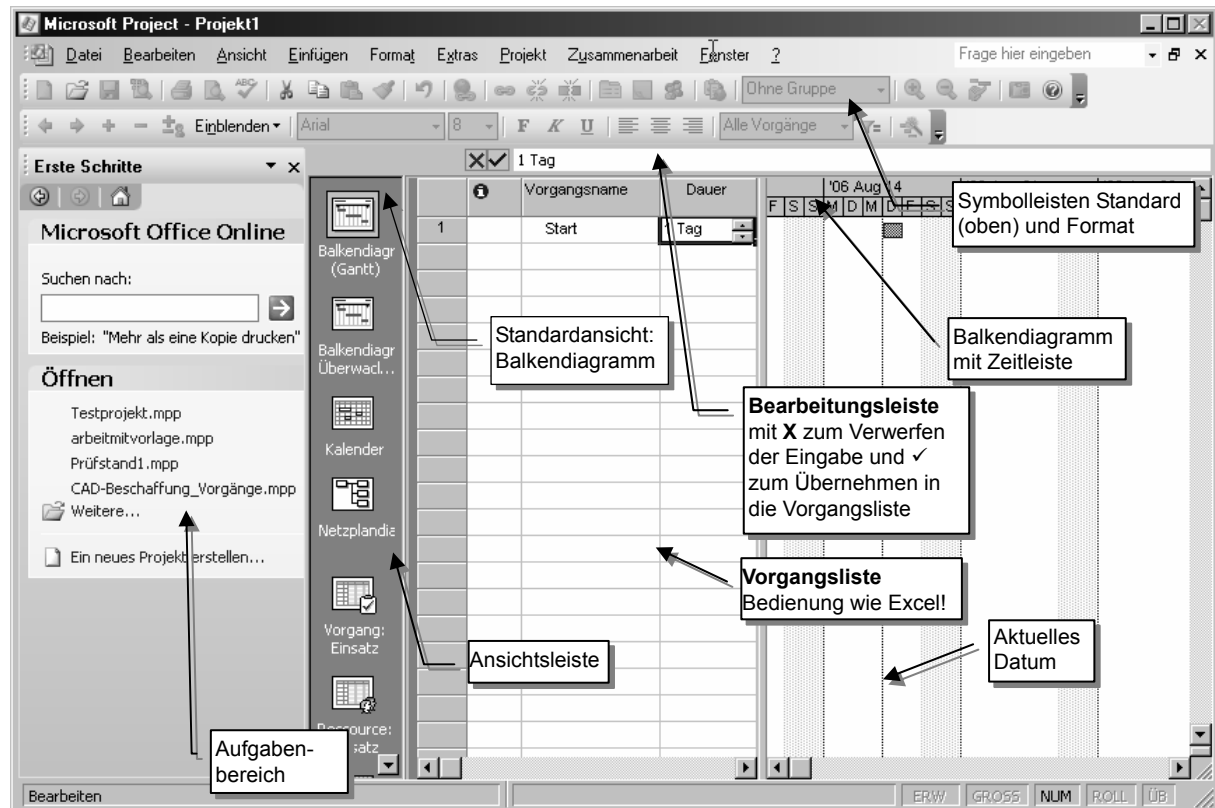 Microsoft Project - Projekt1
Datei Bearbeiten Ansicht Einfügen Format Extras Projekt Zusammenarbeit Fenster ? Frage hier eingeben
Ohne Gruppe
Einblenden Arial 8 F K U Alle Vorgänge
Erste Schritte
1 Tag
Microsoft Office Online
Suchen nach:
Beispiel: "Mehr als eine Kopie drucken"
Öffnen
Testprojekt.mpp
arbeitmitvorlage.mpp
Prüfstand1.mpp
CAD-Beschaffung_Vorgänge.mpp
Weitere...
Ein neues Projekt erstellen...
Aufgaben-
bereich
Balkendiagr
(Gantt)
Balkendiagr
Überwacl...
Kalender
Netzplandia
Vorgang:
Einsatz
Ressource:
satz
Vorgangsname Dauer
1 Start 1 Tag
'06 Aug 14
F S S M D M D F S S
Symbolleisten Standard
(oben) und Format
Standardansicht:
Balkendiagramm
Balkendiagramm
mit Zeitleiste
Bearbeitungsleiste
mit X zum Verwerfen
der Eingabe und ✓
zum Übernehmen in
die Vorgangsliste
Vorgangsliste
Bedienung wie Excel!
Ansichtsleiste
Aktuelles
Datum
Bearbeiten ERW GROSS NUM ROLL ÜB